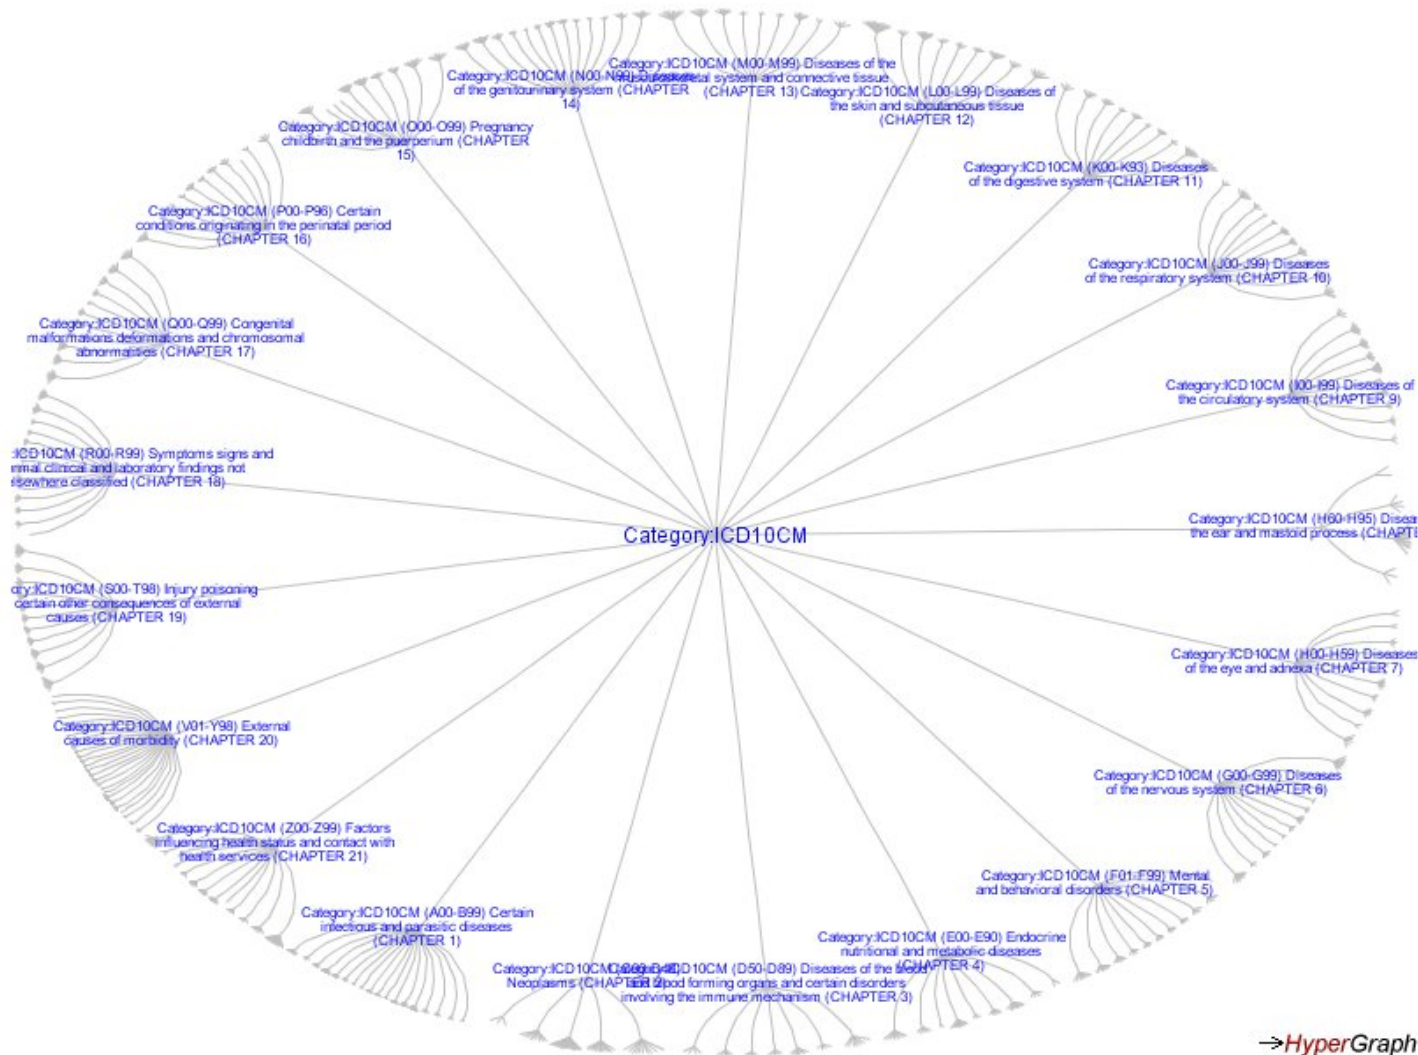 Category:ICD10CM (M00-M99) Diseases of the
musculoskeletal system and connective tissue
(CHAPTER 13)
Category:ICD10CM (N00-N99) Diseases
of the genitourinary system (CHAPTER
14)
Category:ICD10CM (L00-L99) Diseases of
the skin and subcutaneous tissue
(CHAPTER 12)
Category:ICD10CM (O00-O99) Pregnancy
childbirth and the puerperium (CHAPTER
15)
Category:ICD10CM (K00-K93) Diseases
of the digestive system (CHAPTER 11)
Category:ICD10CM (P00-P96) Certain
conditions originating in the perinatal period
(CHAPTER 16)
Category:ICD10CM (J00-J99) Diseases
of the respiratory system (CHAPTER 10)
Category:ICD10CM (Q00-Q99) Congenital
malformations deformations and chromosomal
abnormalities (CHAPTER 17)
Category:ICD10CM (I00-I99) Diseases of
the circulatory system (CHAPTER 9)
:ICD10CM (R00-R99) Symptoms signs and
clinical and laboratory findings not
classified (CHAPTER 18)
Category:ICD10CM
Category:ICD10CM (H60-H95)
the ear and mastoid process
:ICD10CM (S00-T98) Injury poisoning
certain other consequences of external
causes (CHAPTER 19)
Category:ICD10CM (H00-H59) Diseases
of the eye and adnexa (CHAPTER 7)
Category:ICD10CM (V01-Y98) External
causes of morbidity (CHAPTER 20)
Category:ICD10CM (G00-G99) Diseases
of the nervous system (CHAPTER 6)
Category:ICD10CM (Z00-Z99) Factors
influencing health status and contact with
health services (CHAPTER 21)
Category:ICD10CM (F01-F99) Mental
and behavioral disorders (CHAPTER 5)
Category:ICD10CM (A00-B99) Certain
infectious and parasitic diseases
(CHAPTER 1)
Category:ICD10CM (E00-E90) Endocrine
nutritional and metabolic diseases
(CHAPTER 4)
Category:ICD10CM
Neoplasms
Category:ICD10CM (D50-D89) Diseases of the blood
and blood forming organs and certain disorders
involving the immune mechanism (CHAPTER 3)
HyperGraph